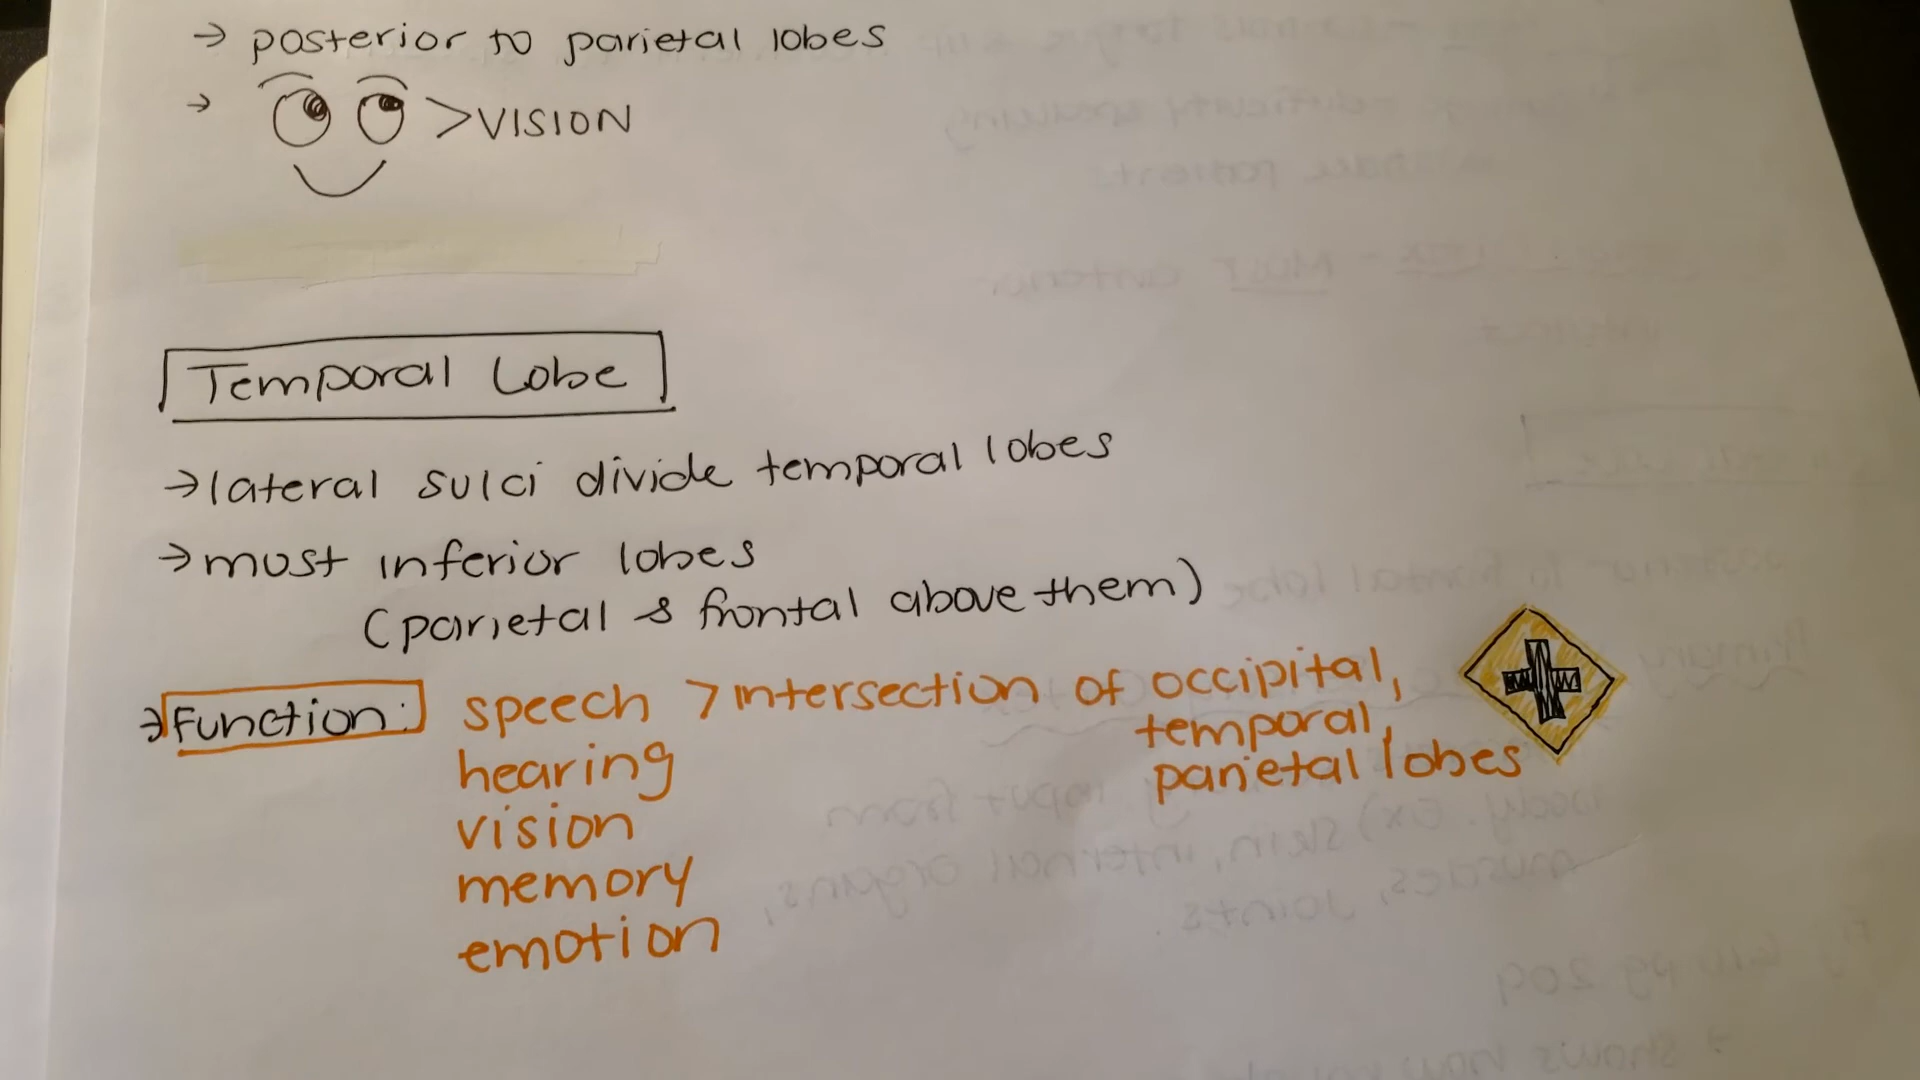 → posterior to parietal lobes
→ >VISION
Temporal Lobe
→ lateral sulci divide temporal lobes
→ most inferior lobes
(parietal & frontal above them)
→ Function: speech > intersection of occipital,
temporal,
parietal lobes
hearing
vision
memory
emotion